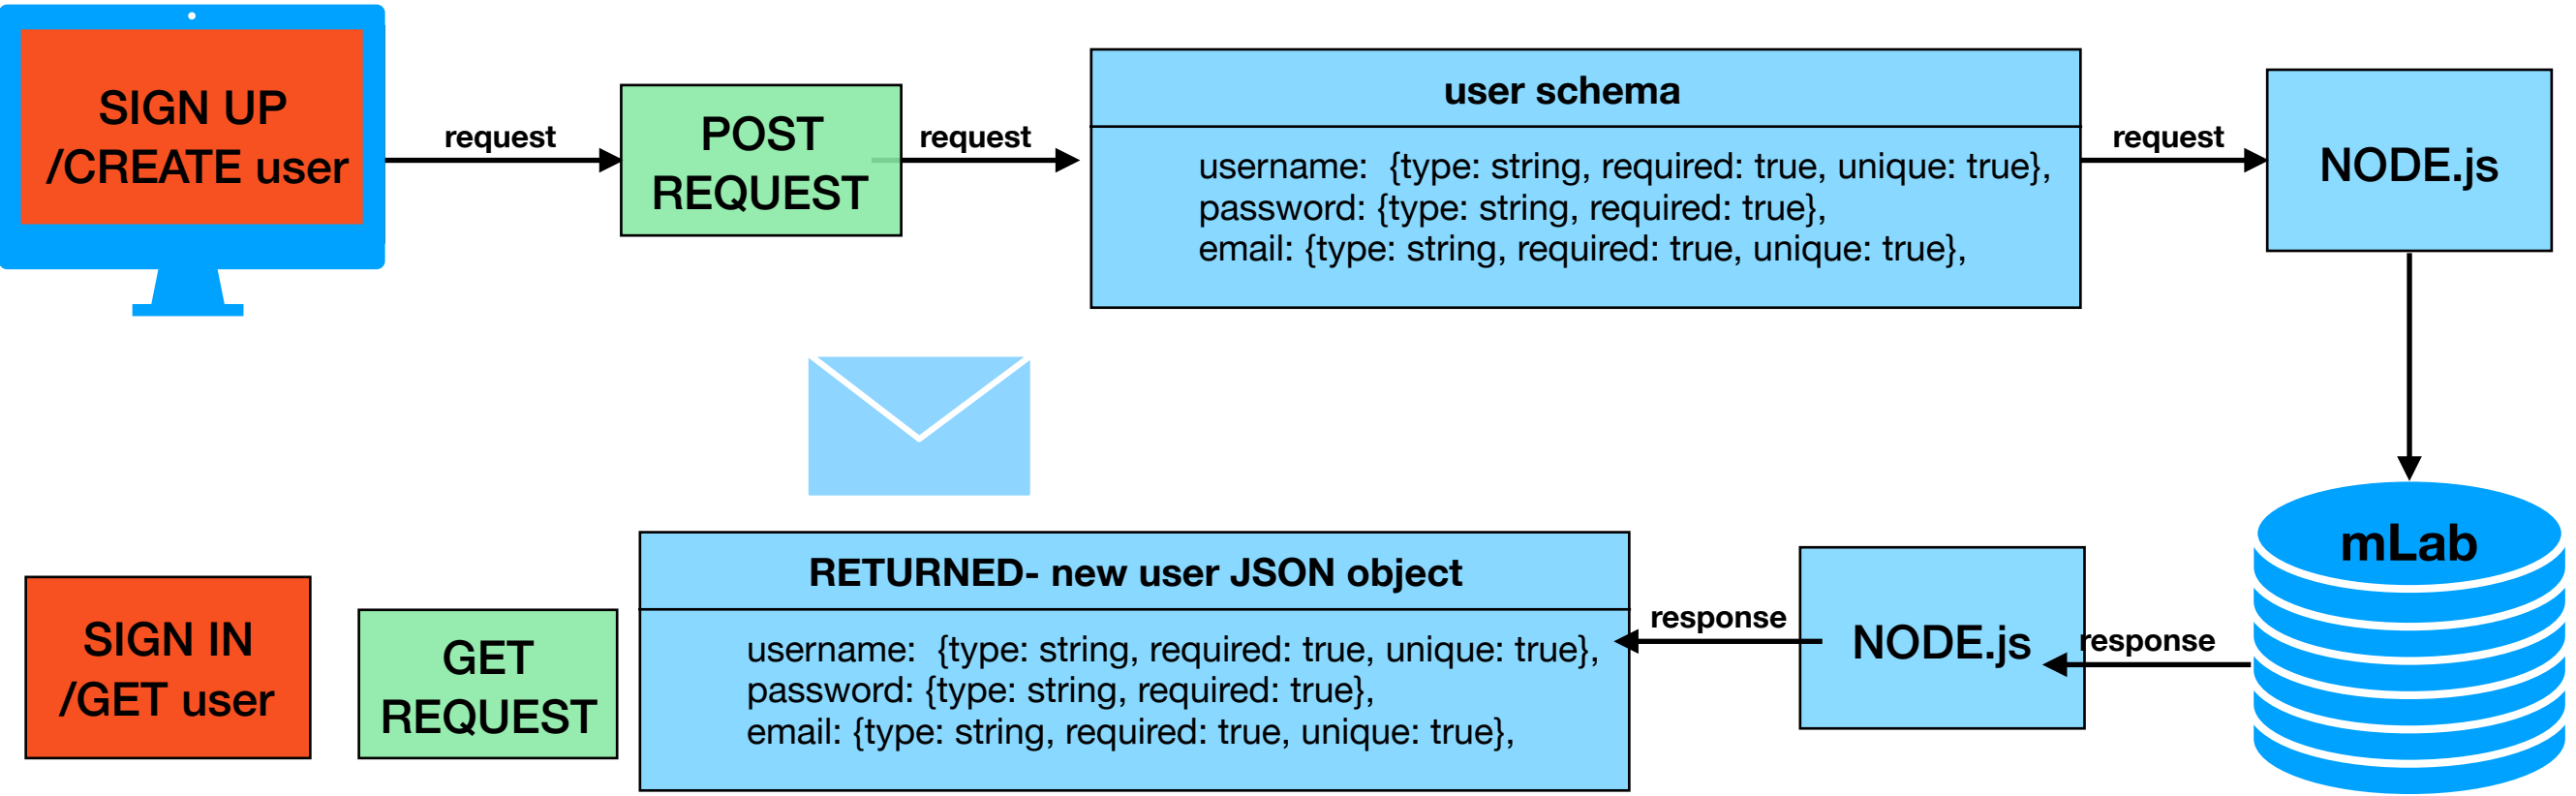 SIGN UP
/CREATE user
request
POST
REQUEST
request
user schema
username:  {type: string, required: true, unique: true},
password: {type: string, required: true},
email: {type: string, required: true, unique: true},
request
NODE.js
mLab
response
NODE.js
response
RETURNED- new user JSON object
username:  {type: string, required: true, unique: true},
password: {type: string, required: true},
email: {type: string, required: true, unique: true},
GET
REQUEST
SIGN IN
/GET user